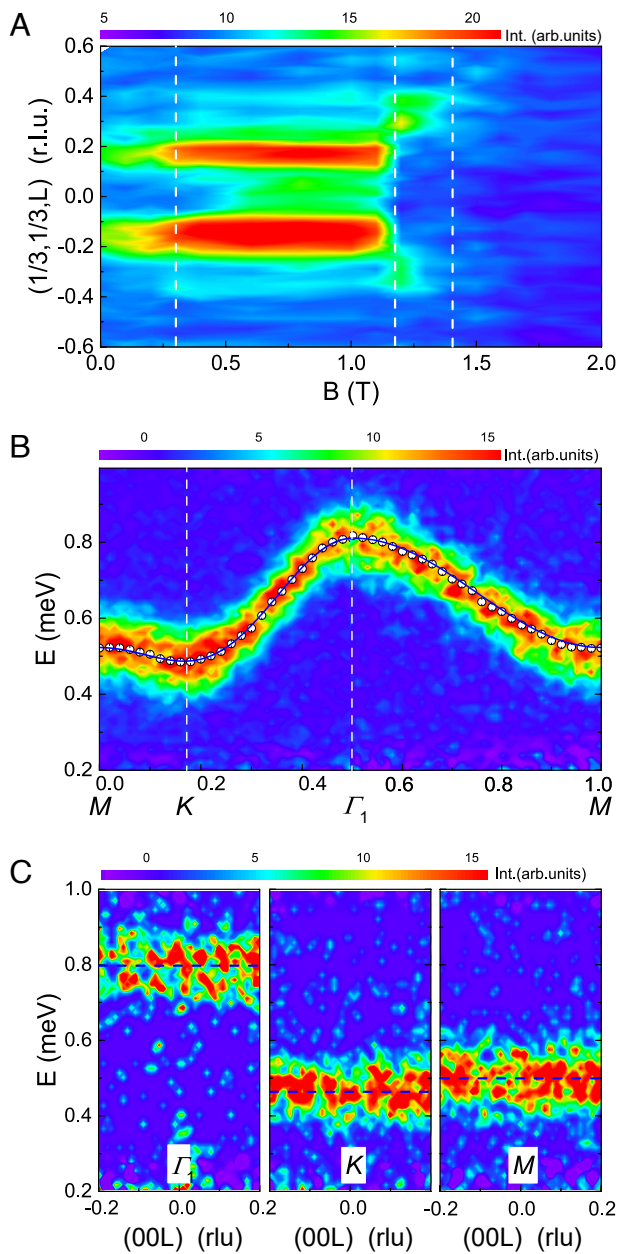 A
5 10 15 20 Int. (arb.units)
(1/3,1/3,L) (r.l.u.)
0.6
0.4
0.2
0.0
-0.2
-0.4
-0.6
0.0 0.5 1.0 1.5 2.0
B (T)
B
0 5 10 15 Int.(arb.units)
E (meV)
0.8
0.6
0.4
0.2
0.0 0.2 0.4 0.6 0.8 1.0
M K Γ1 M
C
0 5 10 15 Int.(arb.units)
E (meV)
1.0
0.8
0.6
0.4
0.2
Γ1 K M
-0.2 0.0 0.2 0.0 -0.2 0.0 0.2
(00L) (rlu) (00L) (rlu) (00L) (rlu)